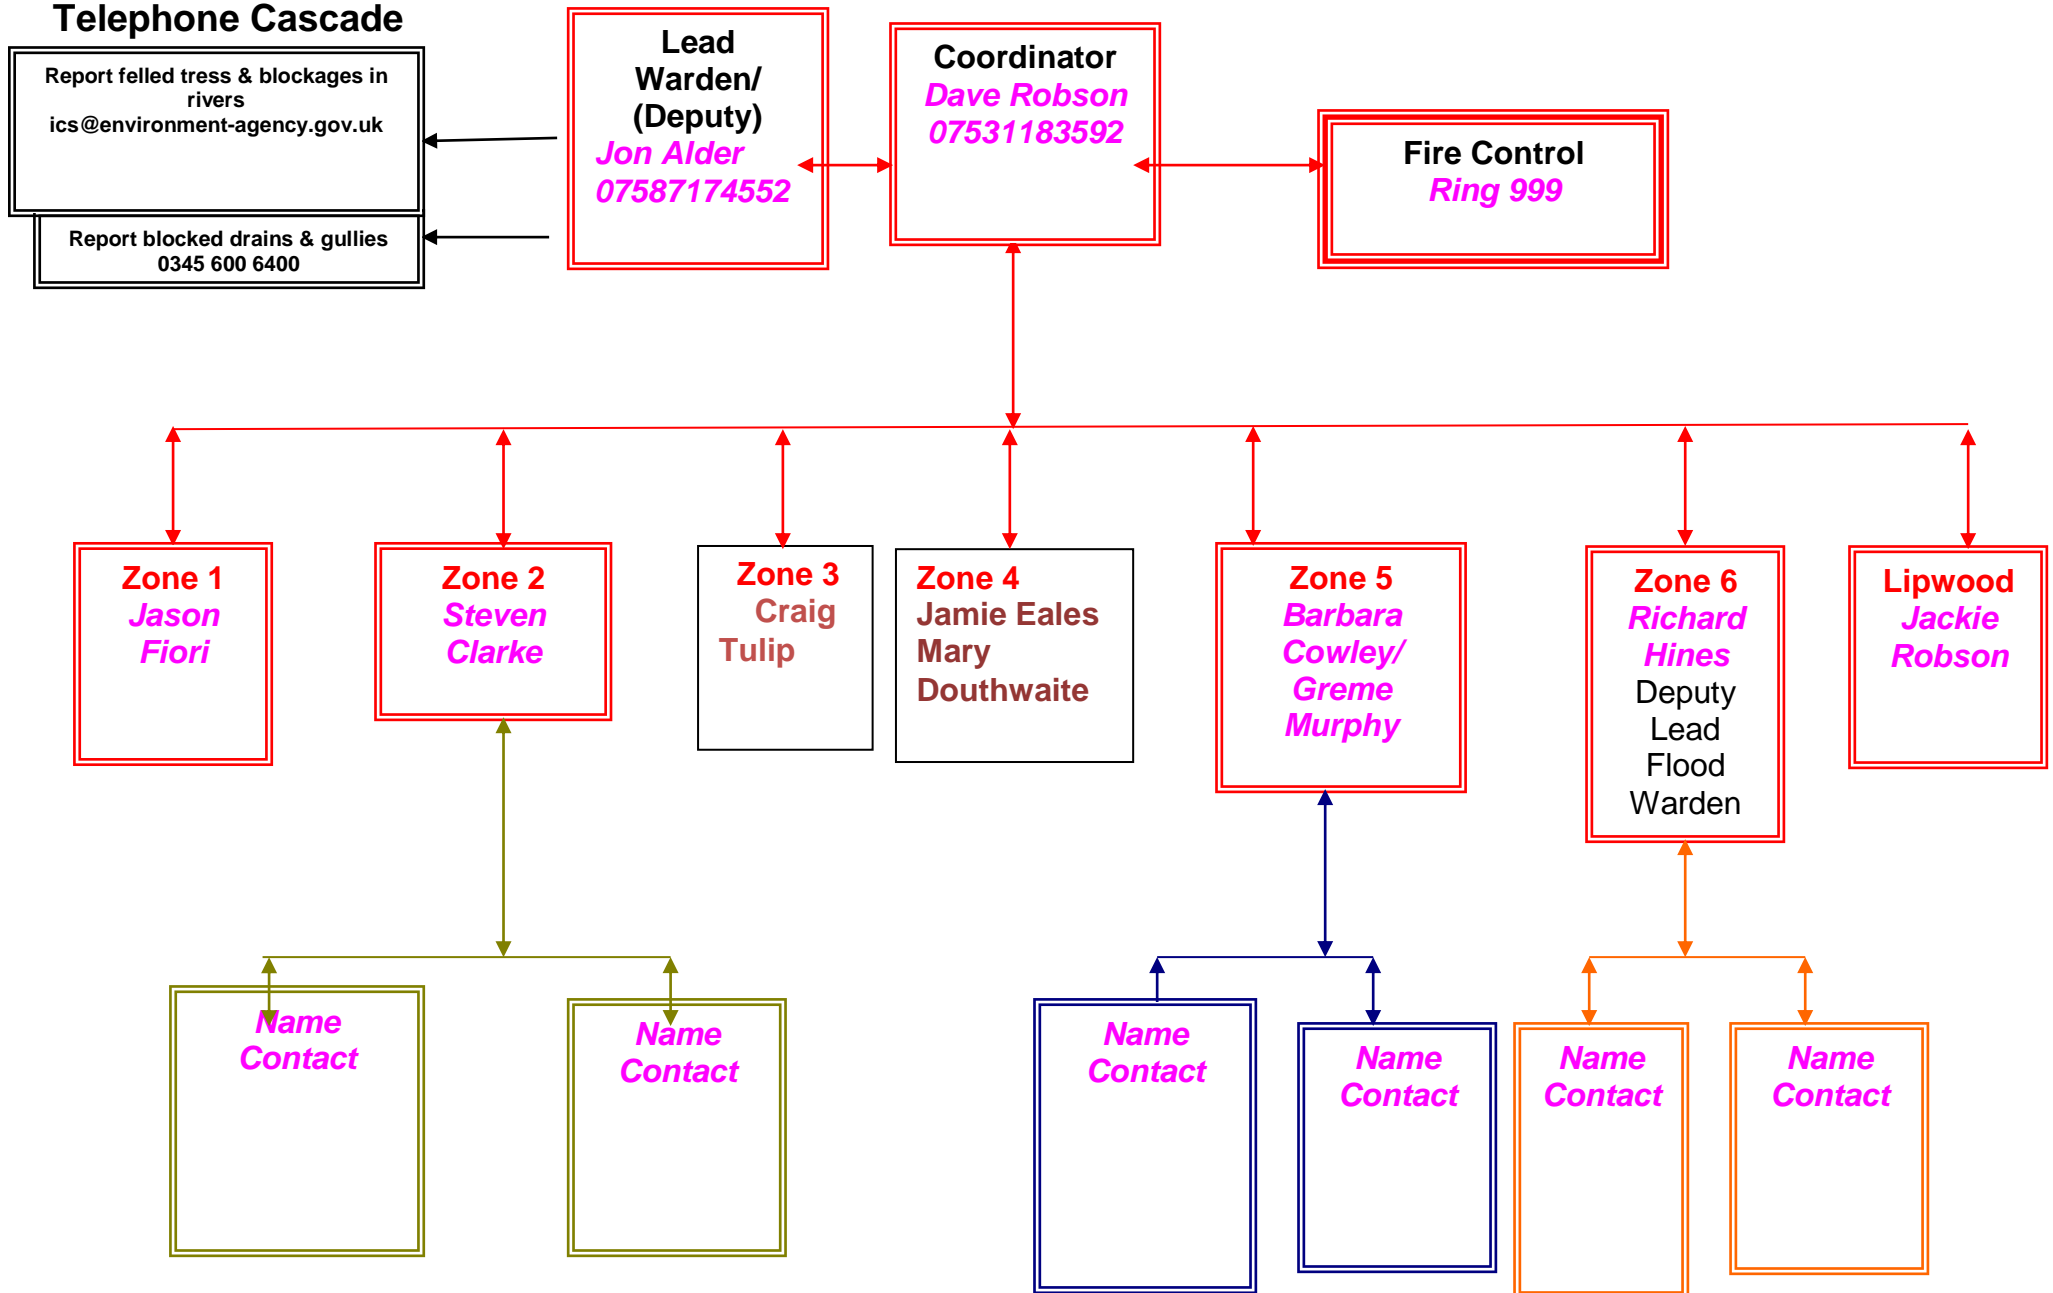 Telephone Cascade
Report felled tress & blockages in
rivers
ics@environment-agency.gov.uk
Report blocked drains & gullies
0345 600 6400
Lead
Warden/
(Deputy)
Jon Alder
07587174552
Coordinator
Dave Robson
07531183592
Fire Control
Ring 999
Zone 1
Jason
Fiori
Zone 2
Steven
Clarke
Zone 3
Craig
Tulip
Zone 4
Jamie Eales
Mary
Douthwaite
Zone 5
Barbara
Cowley/
Greme
Murphy
Zone 6
Richard
Hines
Deputy
Lead
Flood
Warden
Lipwood
Jackie
Robson
Name
Contact
Name
Contact
Name
Contact
Name
Contact
Name
Contact
Name
Contact